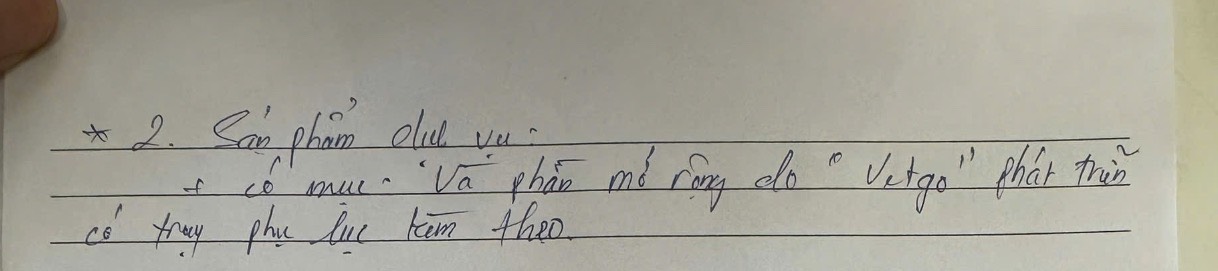 * 2. Sản phẩm dịch vụ:
+ có mục: "Và phần mở rộng do "Vetgo" phát triển
có trong phụ lục kèm theo.